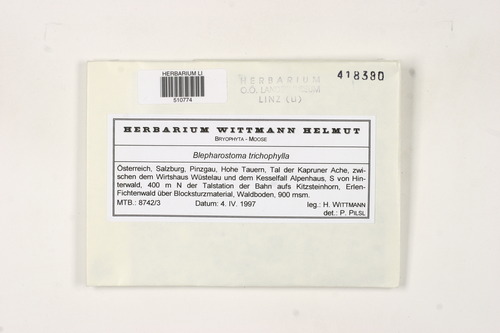 HERBARIUM LI
510774
HERBARIUM
O.Ö. LANDESMUSEUM
LINZ (B)
418380
HERBARIUM WITTMANN HELMUT
BRYOPHYTA - MOOSE
Blepharostoma trichophylla
Österreich, Salzburg, Pinzgau, Hohe Tauern, Tal der Kapruner Ache, zwi-
schen dem Wirtshaus Wüstelau und dem Kesselfall Alpenhaus, S von Hin-
terwald, 400 m N der Talstation der Bahn aufs Kitzsteinhorn, Erlen-
Fichtenwald über Blocksturzmaterial, Waldboden, 900 msm.
MTB.: 8742/3 Datum: 4. IV. 1997 leg.: H. WITTMANN
det.: P. PILSL